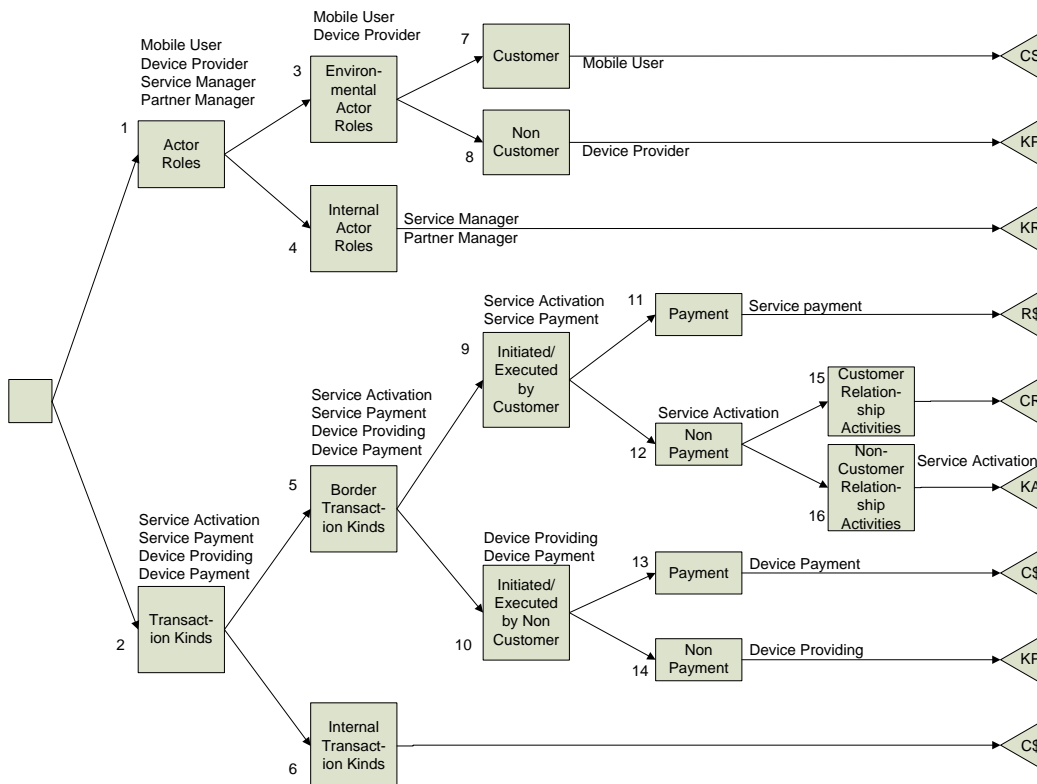 Mobile User
Device Provider
Service Manager
Partner Manager
1
Actor
Roles
Mobile User
Device Provider
3
Environ-
mental
Actor
Roles
4
Internal
Actor
Roles
Service Manager
Partner Manager
7
Customer
Mobile User
CS
8
Non
Customer
Device Provider
KP
KR
Service Activation
Service Payment
Device Providing
Device Payment
2
Transact-
ion Kinds
Service Activation
Service Payment
Device Providing
Device Payment
5
Border
Transact-
ion Kinds
6
Internal
Transact-
ion Kinds
Service Activation
Service Payment
9
Initiated/
Executed
by
Customer
Device Providing
Device Payment
10
Initiated/
Executed
by Non
Customer
11
Payment
Service payment
R$
Service Activation
12
Non
Payment
15
Customer
Relation-
ship
Activities
CR
16
Non-
Customer
Relation-
ship
Activities
Service Activation
KA
13
Payment
Device Payment
C$
14
Non
Payment
Device Providing
C$